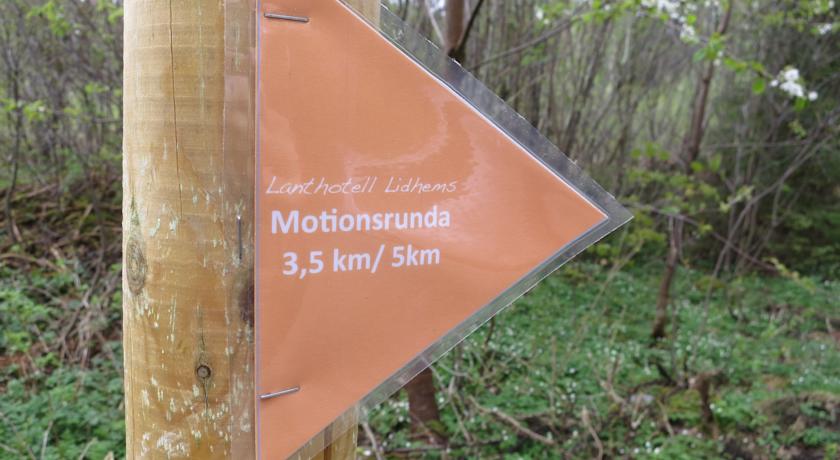 Lanthotell Lidhems
Motionsrunda
3,5 km/ 5km